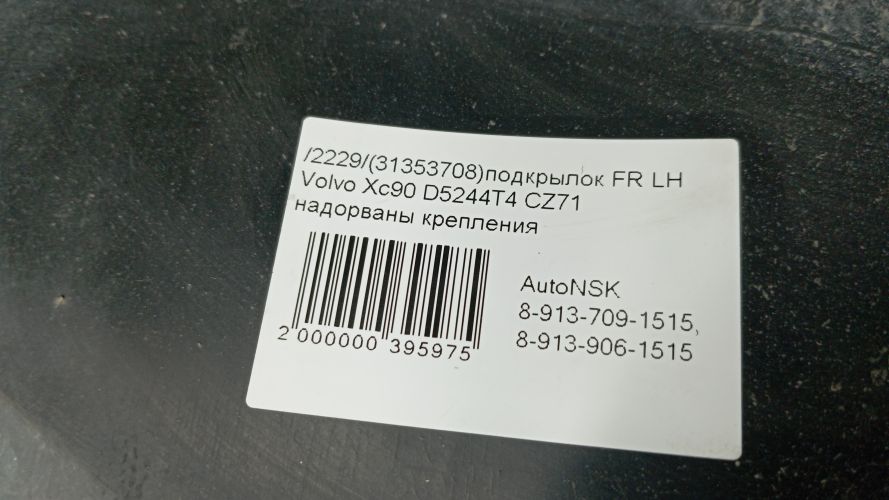 /2229/(31353708)подкрылок FR LH
Volvo Xc90 D5244T4 CZ71
надорваны крепления
2 000000 395975
AutoNSK
8-913-709-1515,
8-913-906-1515